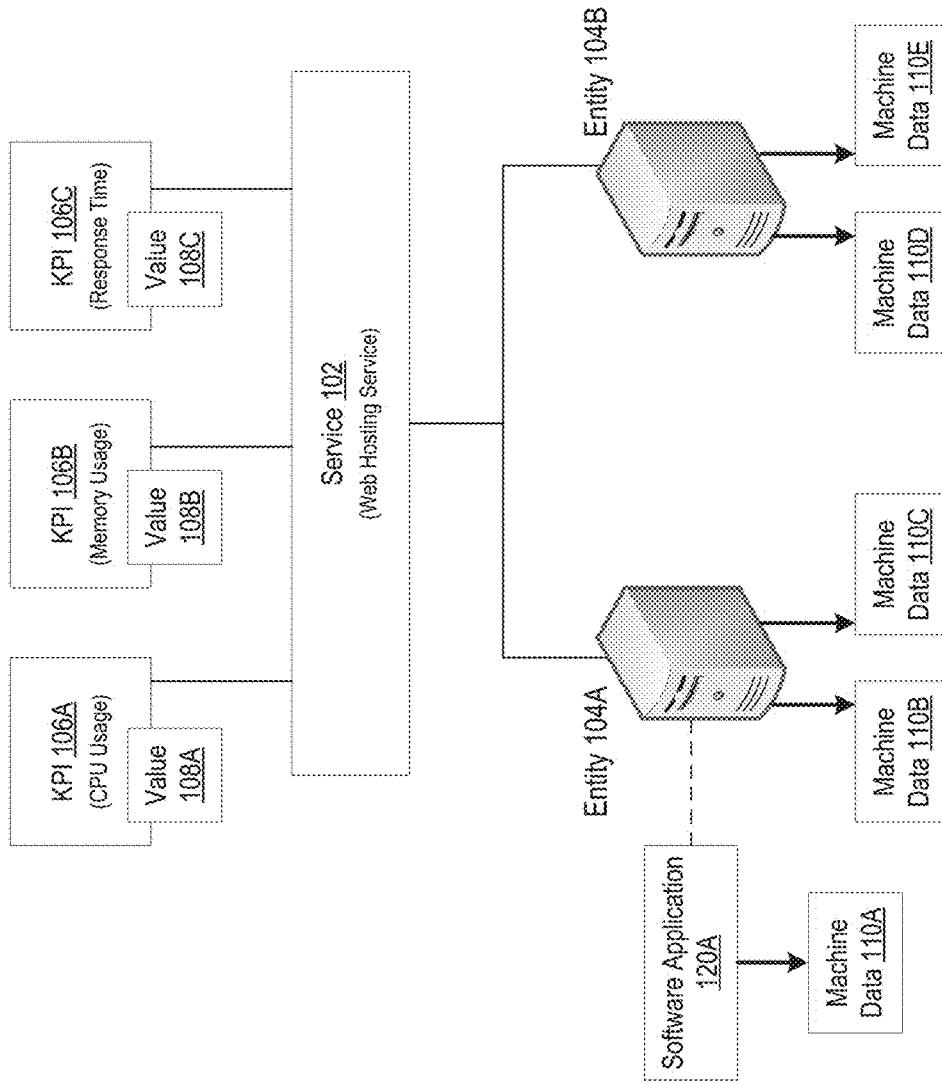 KPI 106A
(CPU Usage)
Value
108A
KPI 106B
(Memory Usage)
Value
108B
KPI 106C
(Response Time)
Value
108C
Service 102
(Web Hosting Service)
Entity 104A
Entity 104B
Software Application
120A
Machine
Data 110A
Machine
Data 110B
Machine
Data 110C
Machine
Data 110D
Machine
Data 110E